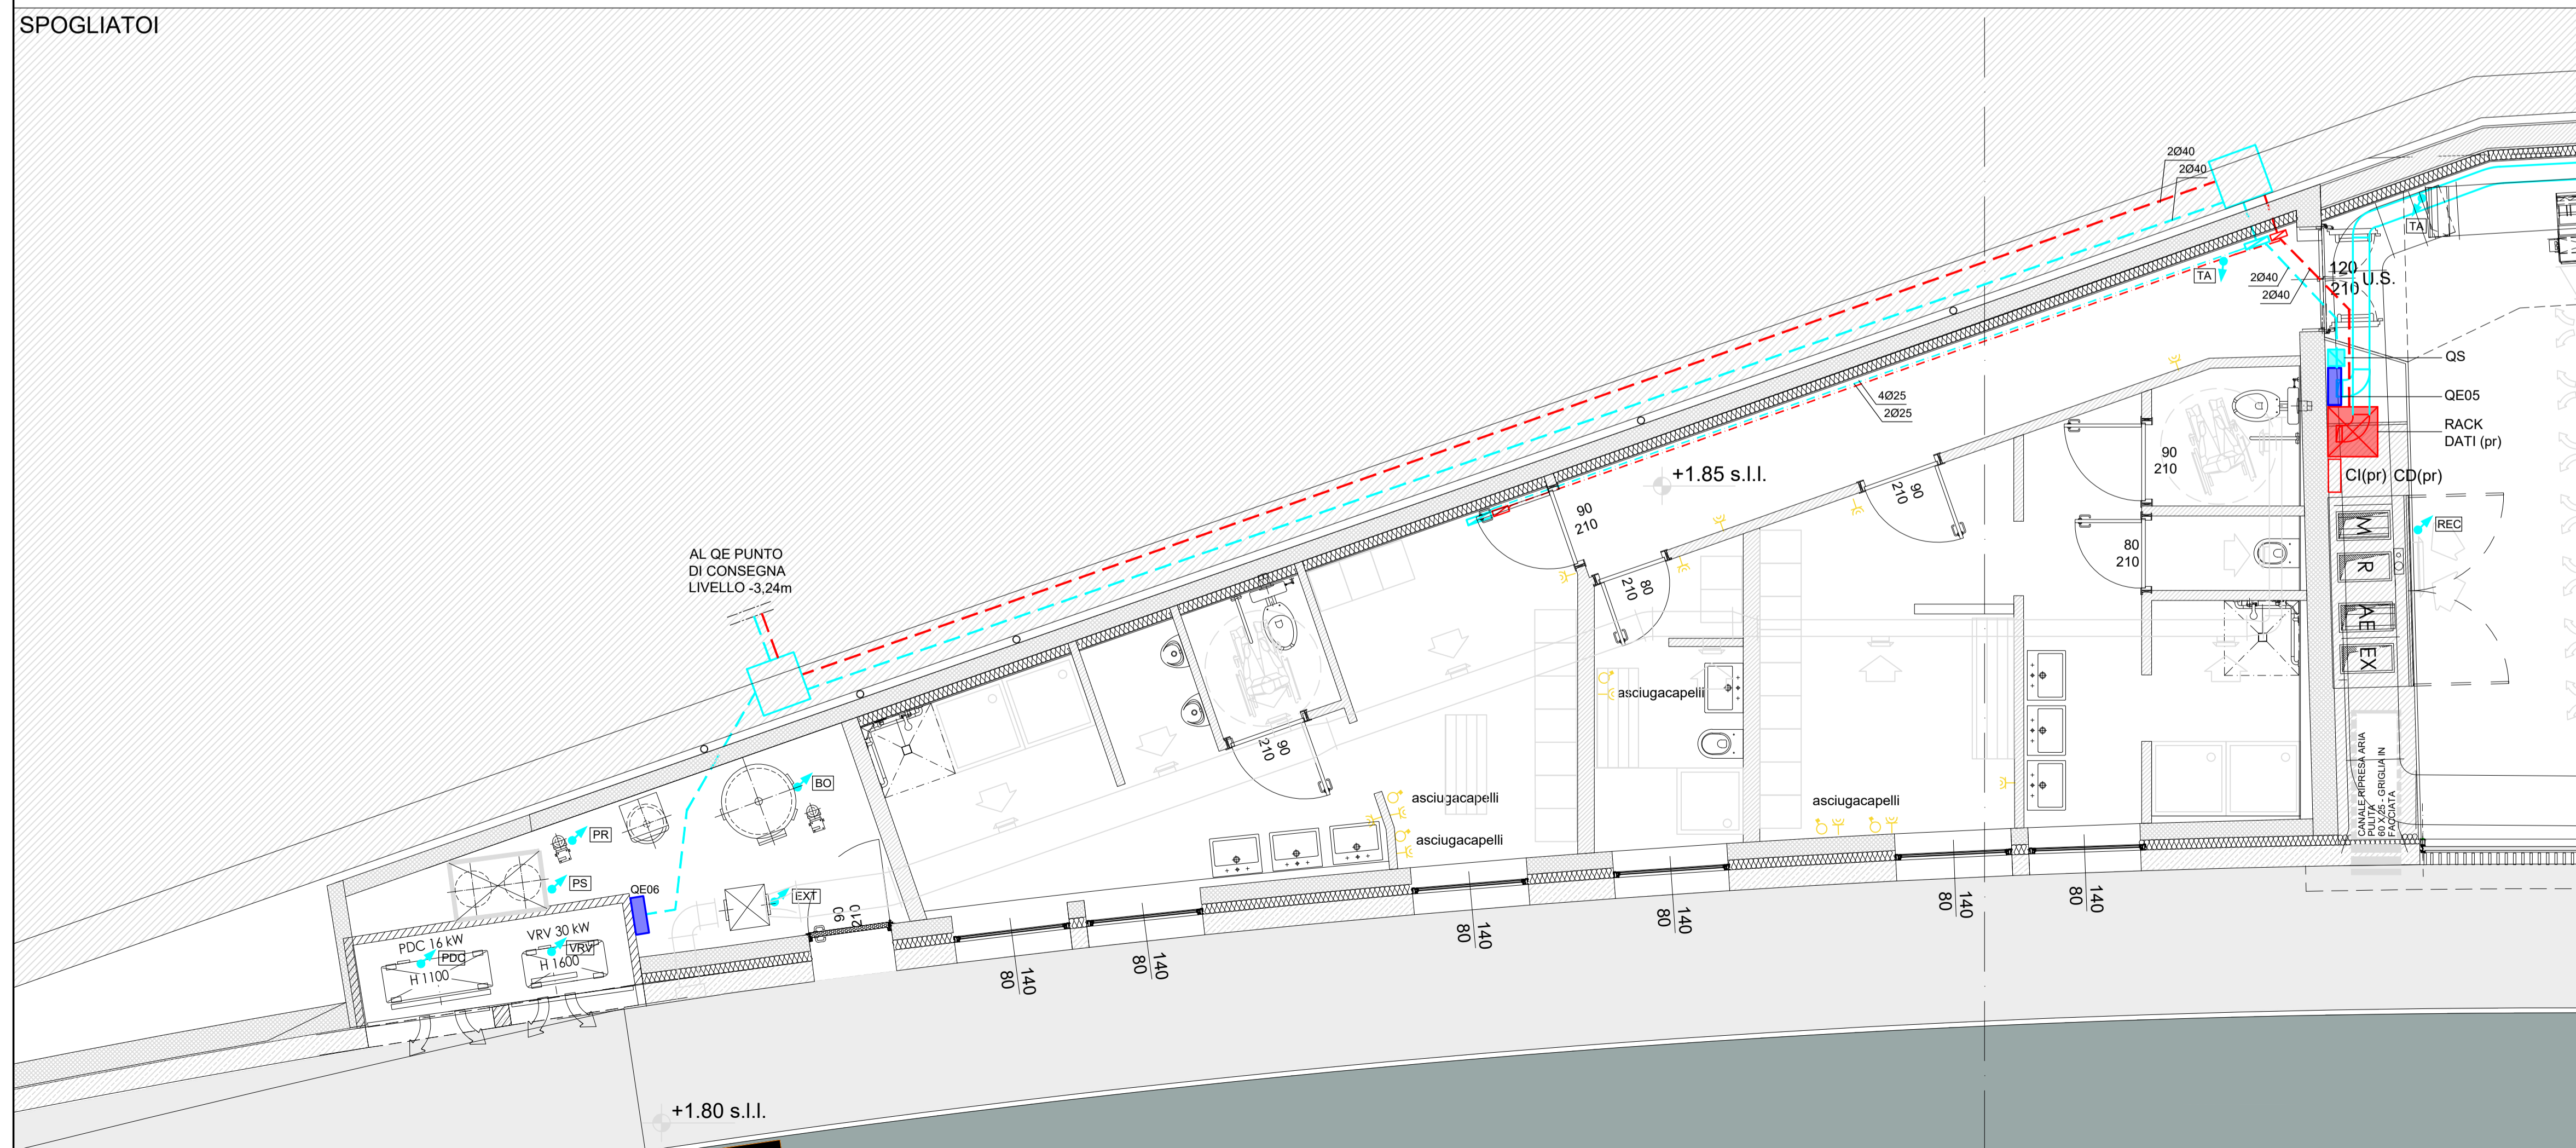 SPOGLIATOI
2Ø40
2Ø40
TA
TA
120
210
U.S.
2Ø40
2Ø40
QS
QE05
RACK
DATI (pr)
CI(pr) CD(pr)
4Ø25
2Ø25
+1.85 s.l.l.
90
210
90
210
90
210
80
210
80
210
REC
M
R
AE
EX
AL QE PUNTO
DI CONSEGNA
LIVELLO -3,24m
asciugacapelli
90
210
asciugacapelli
asciugacapelli
asciugacapelli
CANALE RIPRESA ARIA
PULITA
60 X 25 - GRIGLIA IN
FACCIATA
BO
PR
PS
QE06
EXT
90
210
PDC 16 kW
PDC
H 1100
VRV 30 kW
VRV
H 1600
80
140
80
140
80
140
80
140
80
140
80
140
+1.80 s.l.l.